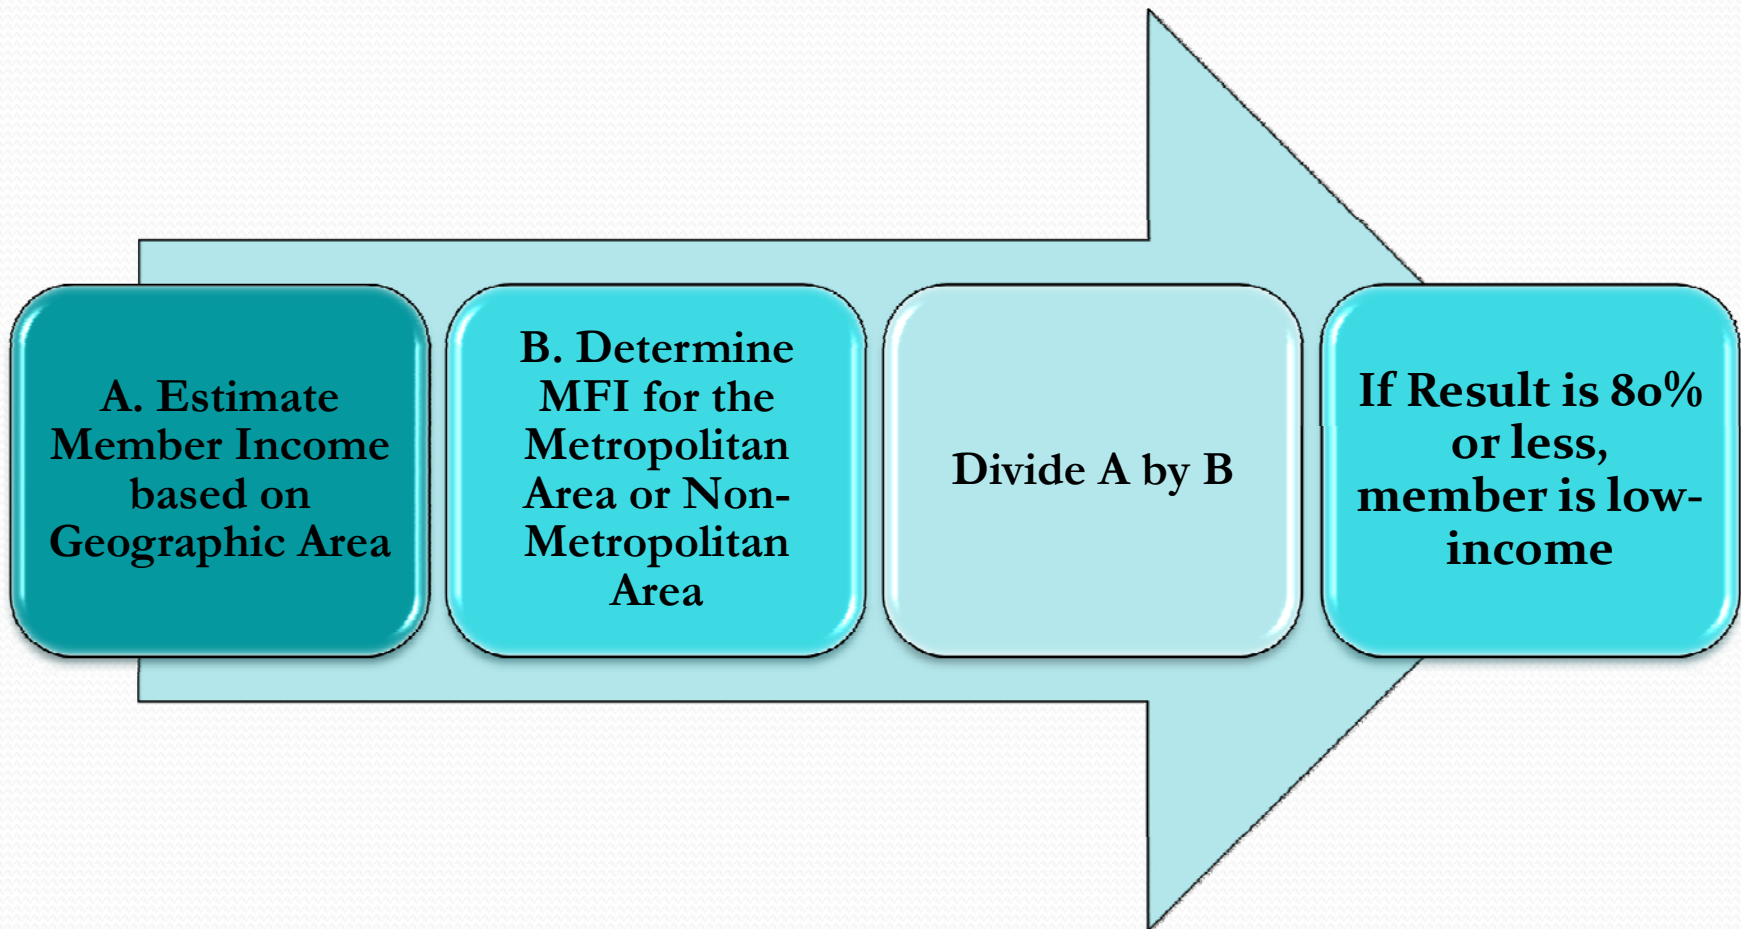 A. Estimate
Member Income
based on
Geographic Area
B. Determine
MFI for the
Metropolitan
Area or Non-
Metropolitan
Area
Divide A by B
If Result is 80%
or less,
member is low-
income